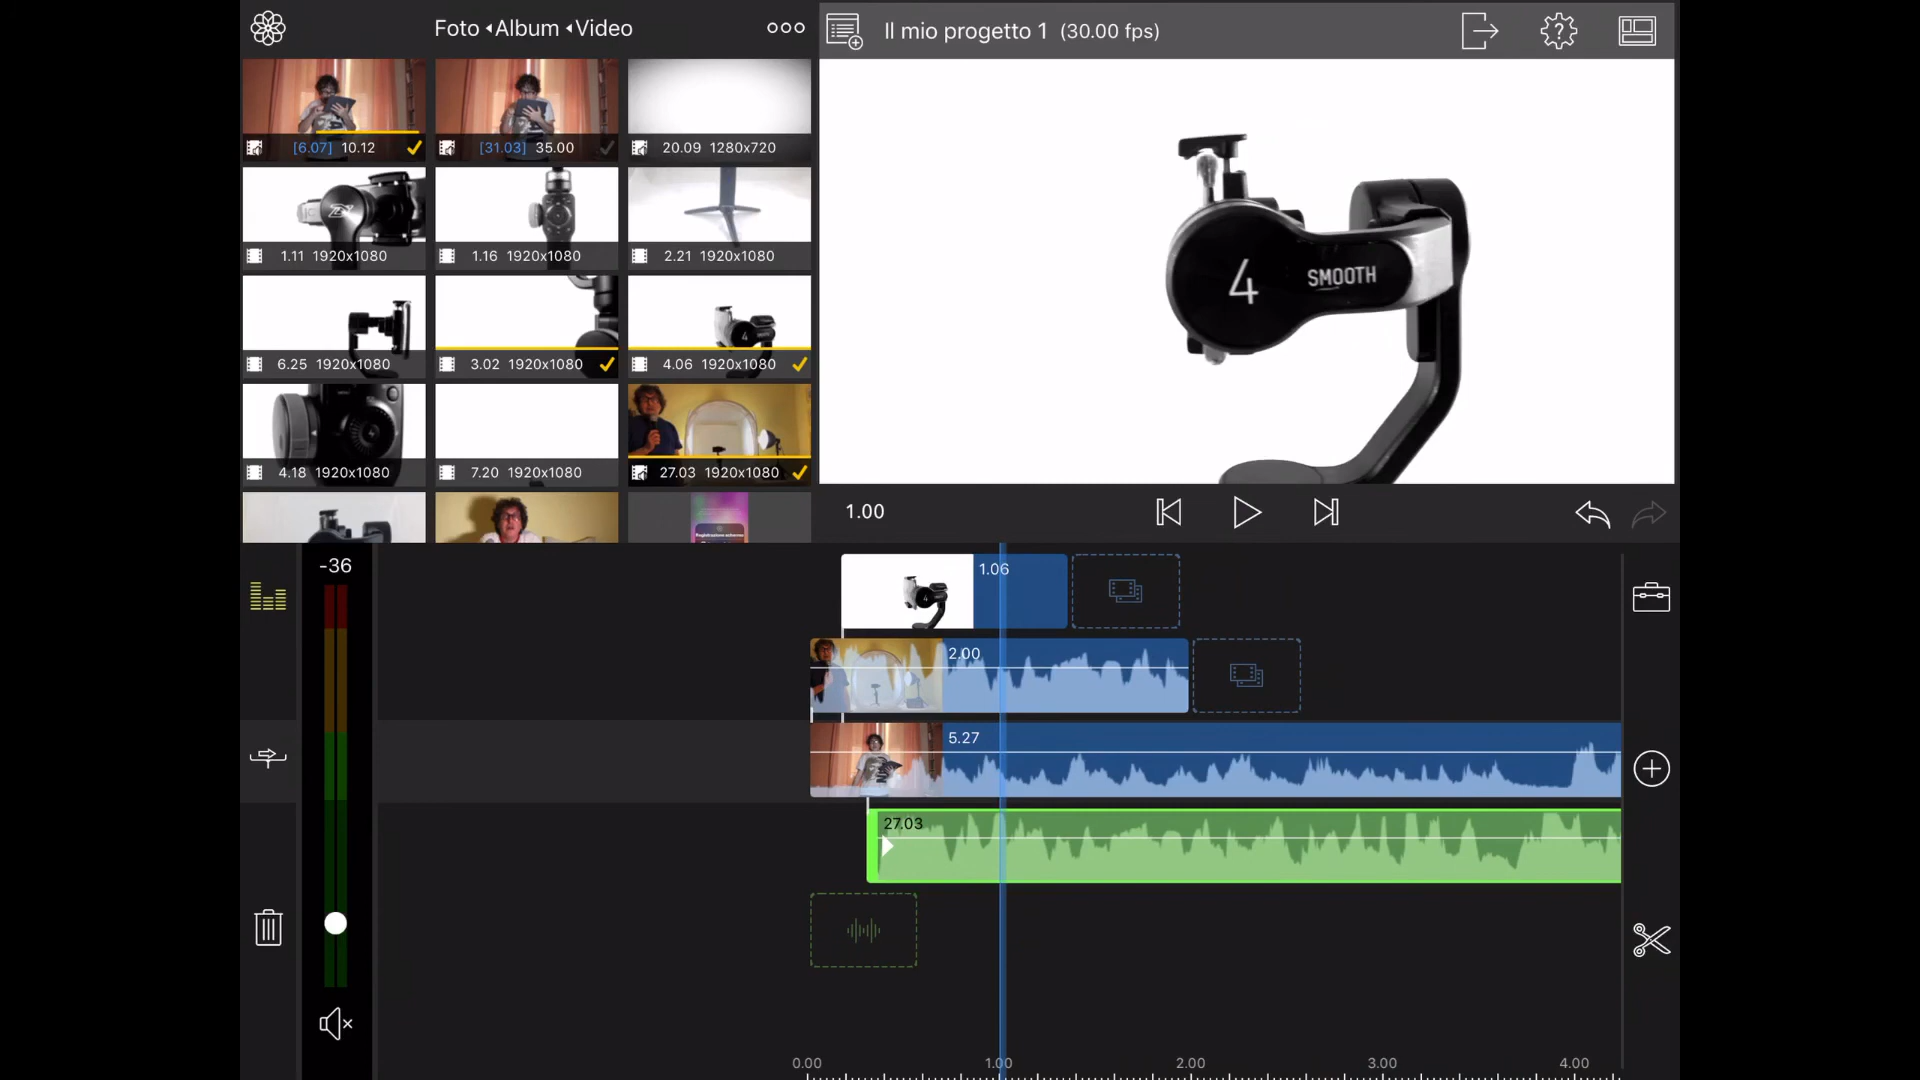 Foto Album Video
ooo
Il mio progetto 1 (30.00 fps)
?
[6.07] 10.12
[31.03] 35.00
20.09 1280x720
1.11 1920x1080
1.16 1920x1080
2.21 1920x1080
6.25 1920x1080
3.02 1920x1080
4.06 1920x1080
4.18 1920x1080
7.20 1920x1080
27.03 1920x1080
4 SMOOTH
1.00
-36
1.06
2.00
5.27
27.03
0.00 1.00 2.00 3.00 4.00